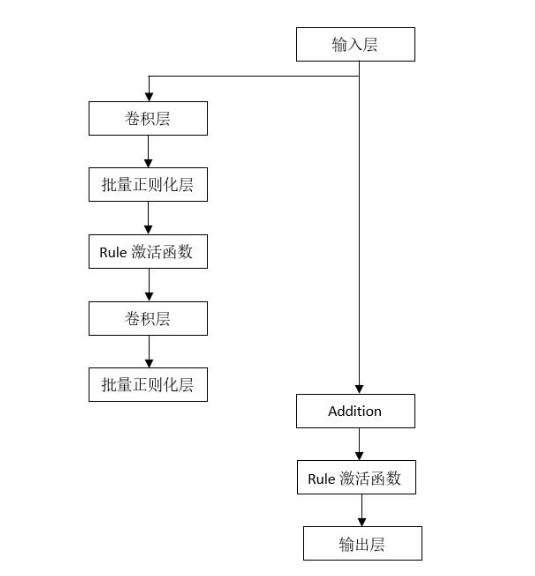 输入层
卷积层
批量正则化层
Rule 激活函数
卷积层
批量正则化层
Addition
Rule 激活函数
输出层